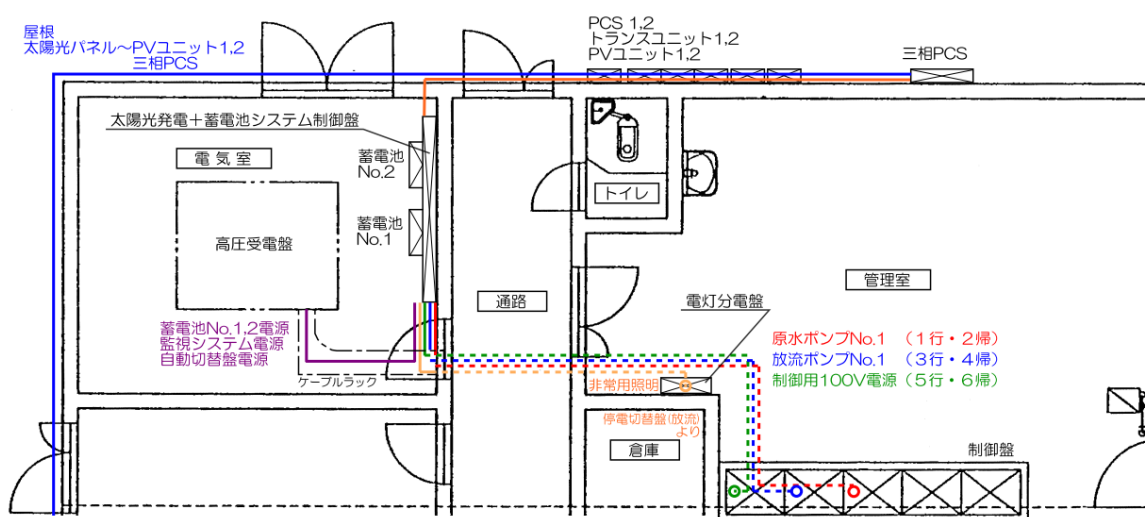 屋根
太陽光パネル～PVユニット1,2
三相PCS
PCS 1,2
トランスユニット1,2
PVユニット1,2
三相PCS
太陽光発電＋蓄電池システム制御盤
電気室
蓄電池
No.2
トイレ
高圧受電盤
蓄電池
No.1
管理室
通路
電灯分電盤
蓄電池No.1,2電源
監視システム電源
自動切替盤電源
原水ポンプNo.1 （1行・2帰）
放流ポンプNo.1 （3行・4帰）
制御用100V電源（5行・6帰）
ケーブルラック
非常用照明
停電切替盤(放流)
より
倉庫
制御盤